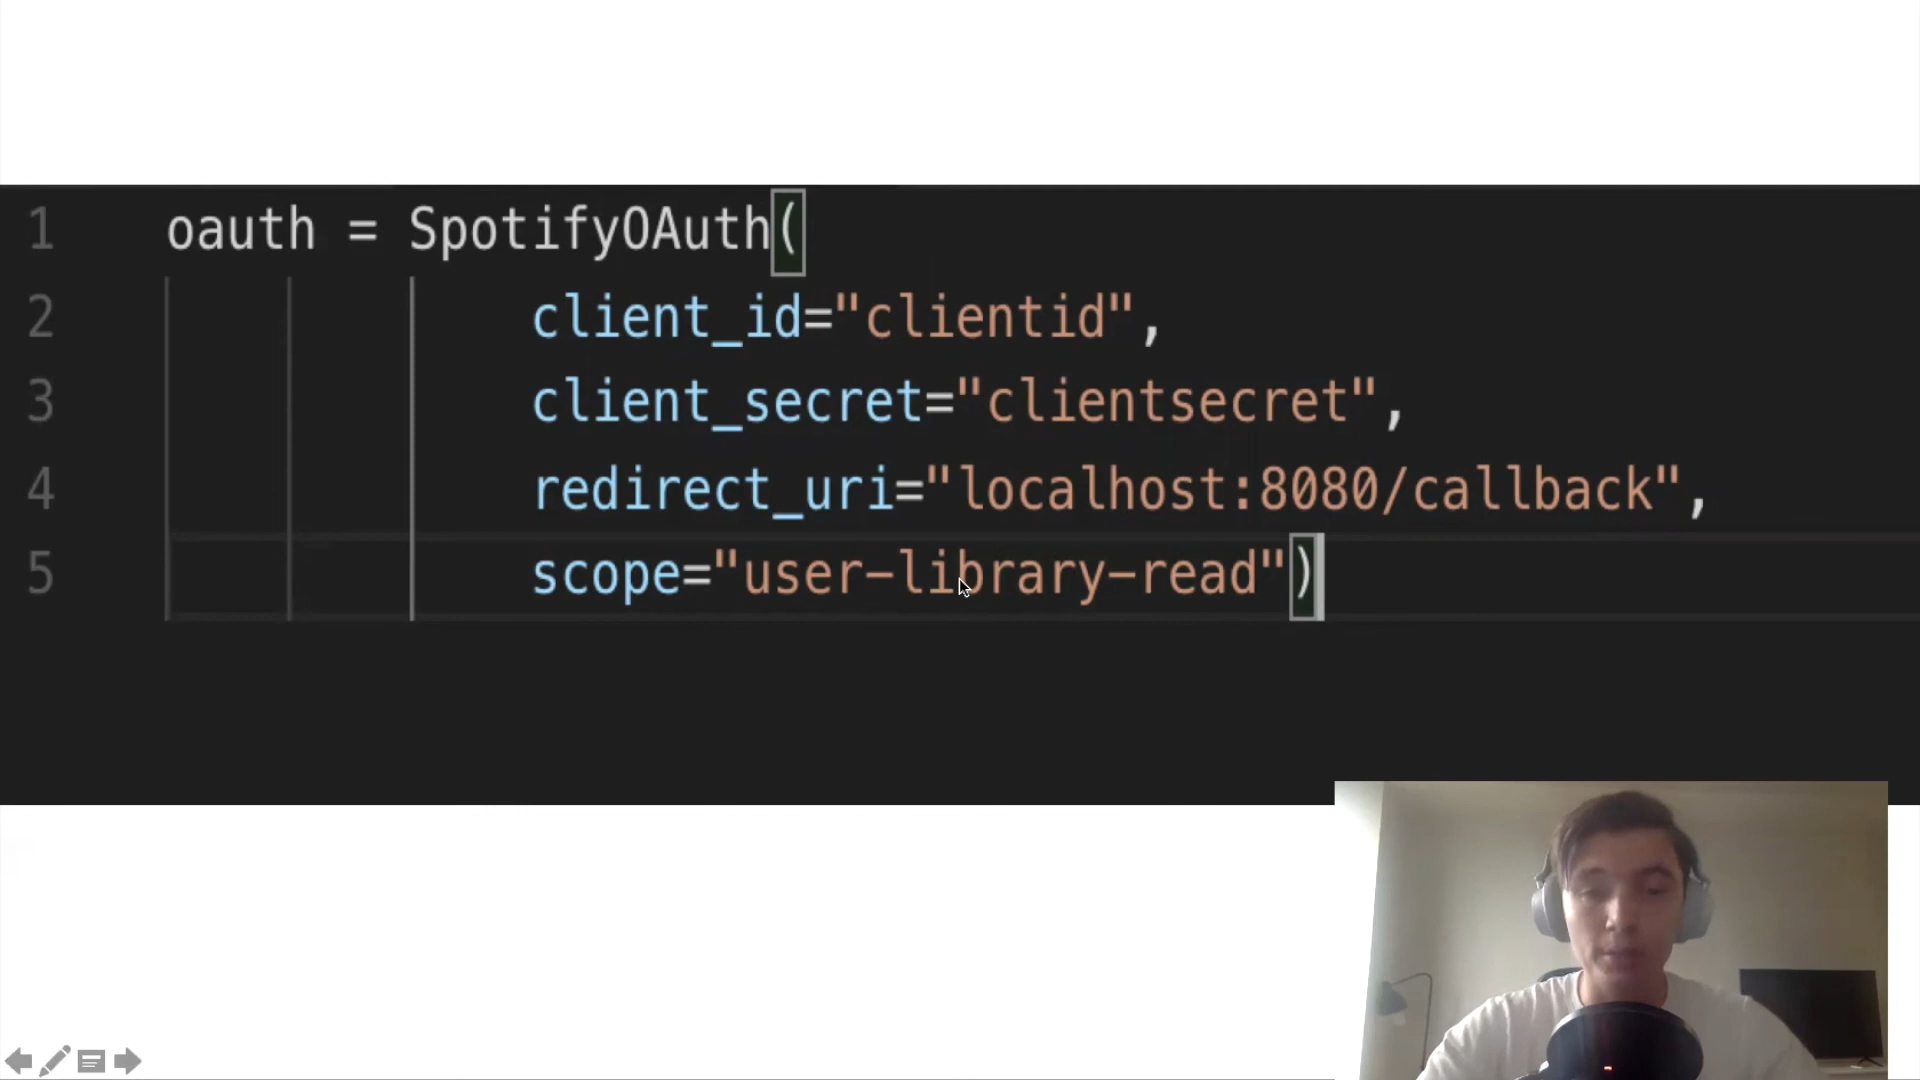 1 oauth = SpotifyOAuth(
2 client_id="clientid",
3 client_secret="clientsecret",
4 redirect_uri="localhost:8080/callback",
5 scope="user-library-read")